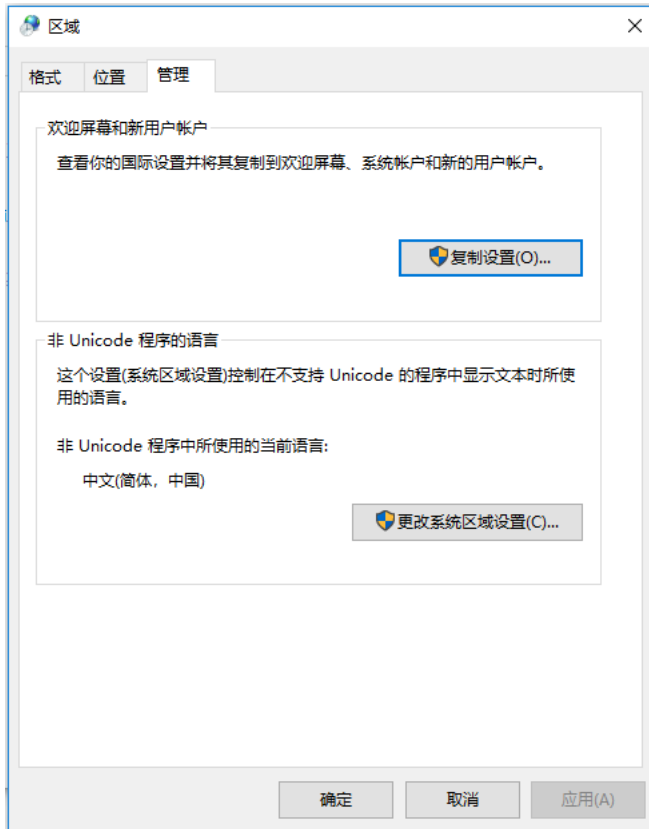 区域
格式 位置 管理
欢迎屏幕和新用户帐户
查看你的国际设置并将其复制到欢迎屏幕、系统帐户和新的用户帐户。
复制设置(O)...
非 Unicode 程序的语言
这个设置(系统区域设置)控制在不支持 Unicode 的程序中显示文本时所使
用的语言。
非 Unicode 程序中所使用的当前语言:
中文(简体，中国)
更改系统区域设置(C)...
确定 取消 应用(A)